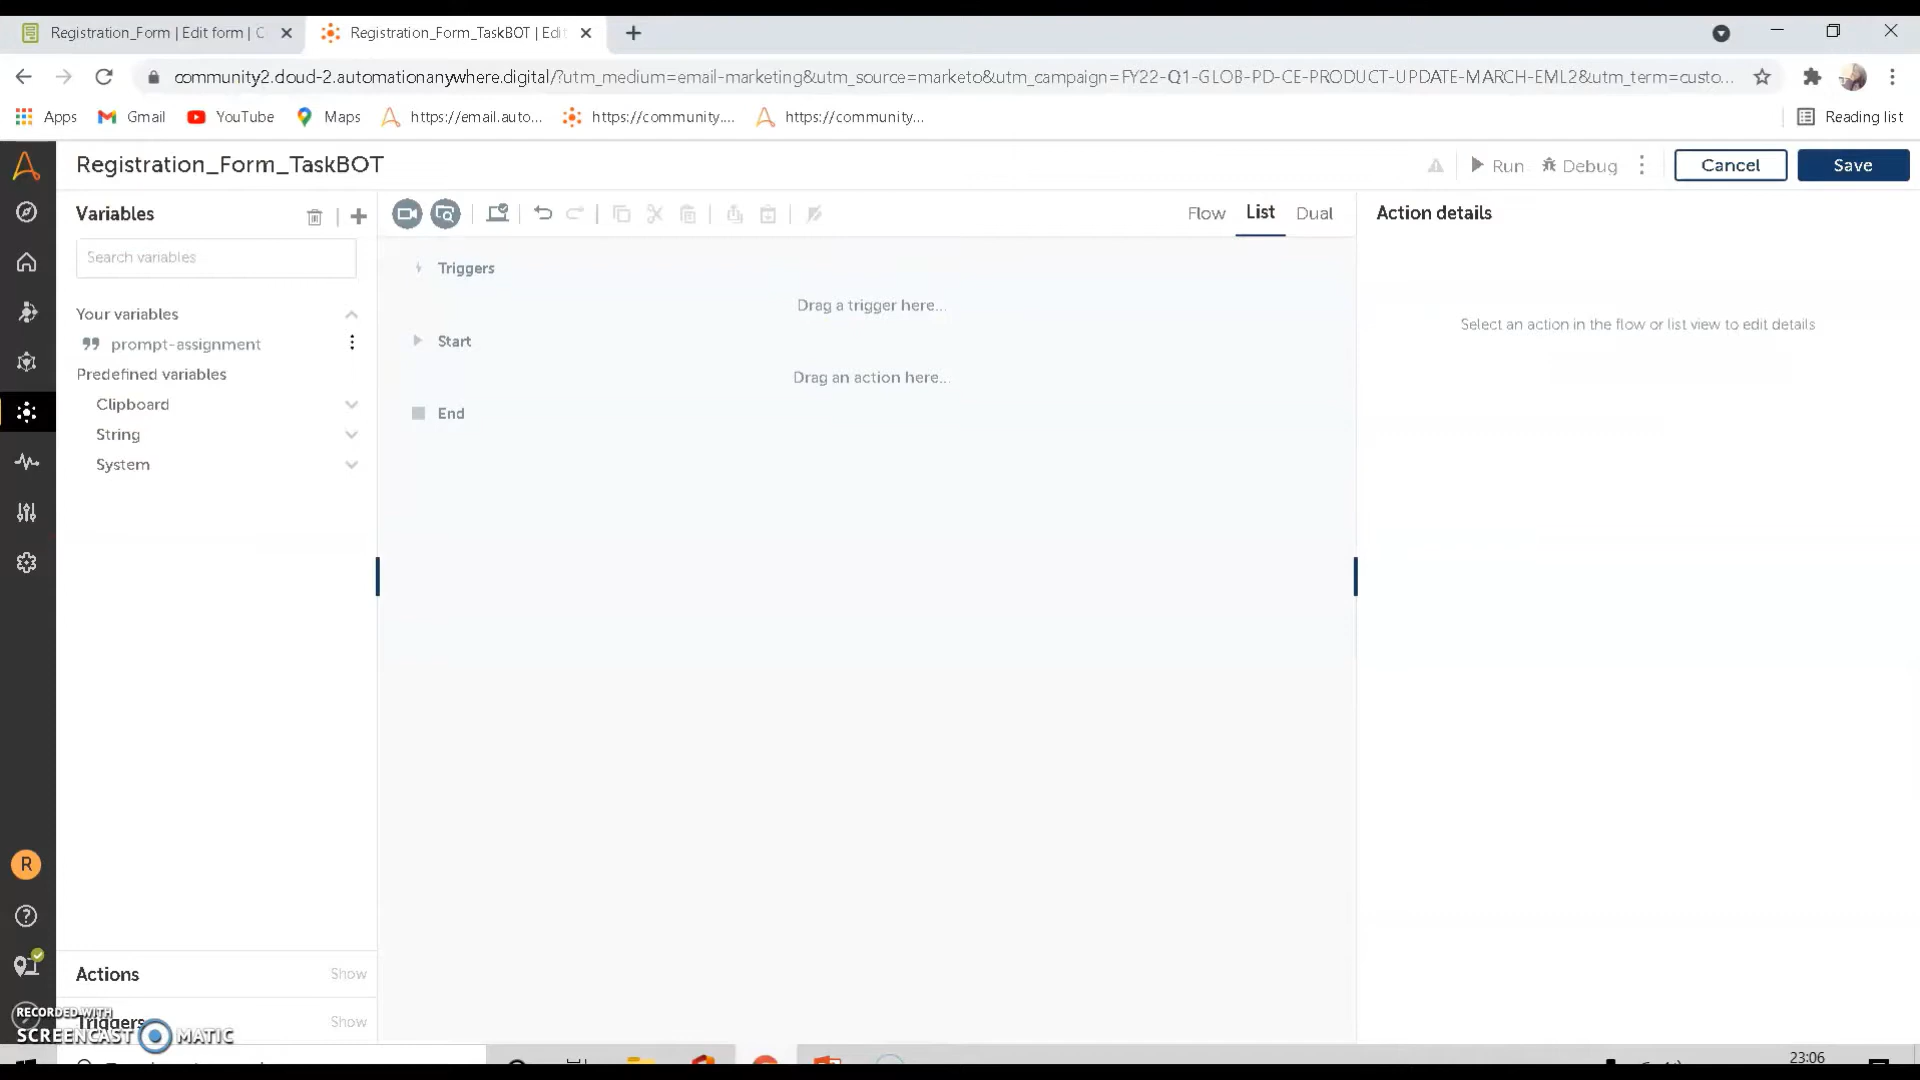 Registration_Form | Edit form | C
Registration_Form_TaskBOT | Edit
community2.cloud-2.automationanywhere.digital/?utm_medium=email-marketing&utm_source=marketo&utm_campaign=FY22-Q1-GLOB-PD-CE-PRODUCT-UPDATE-MARCH-EML2&utm_term=custo...
Apps
Gmail
YouTube
Maps
https://email.auto...
https://community....
https://community...
Reading list
Registration_Form_TaskBOT
Run
Debug
Cancel
Save
Variables
Flow
List
Dual
Action details
Search variables
Triggers
Drag a trigger here...
Your variables
Select an action in the flow or list view to edit details
prompt-assignment
Start
Predefined variables
Drag an action here...
Clipboard
End
String
System
R
Actions
Show
RECORDED WITH
Triggers
Show
SCREENCAST MATIC
23:06